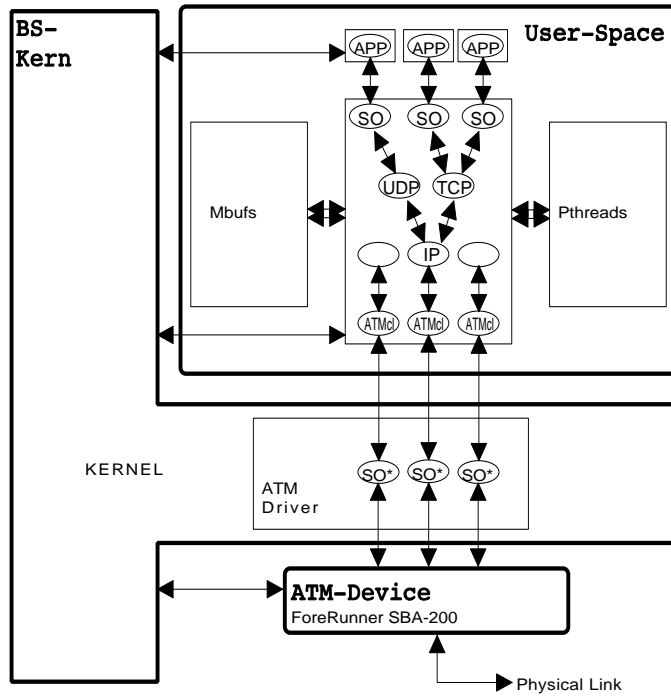 BS-
Kern
User-Space
APP APP APP
SO SO SO
UDP TCP
Mbufs
Pthreads
IP
ATMcl ATMcl ATMcl
KERNEL
SO* SO* SO*
ATM
Driver
ATM-Device
ForeRunner SBA-200
Physical Link